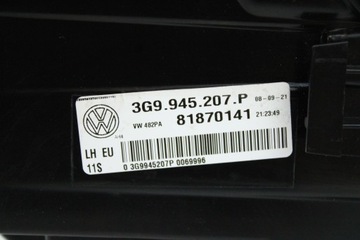 3G9.945.207.P 08-09-21
VW 482PA 81870141 21:23:49
LH EU
11S 0 3G9945207P 0069996